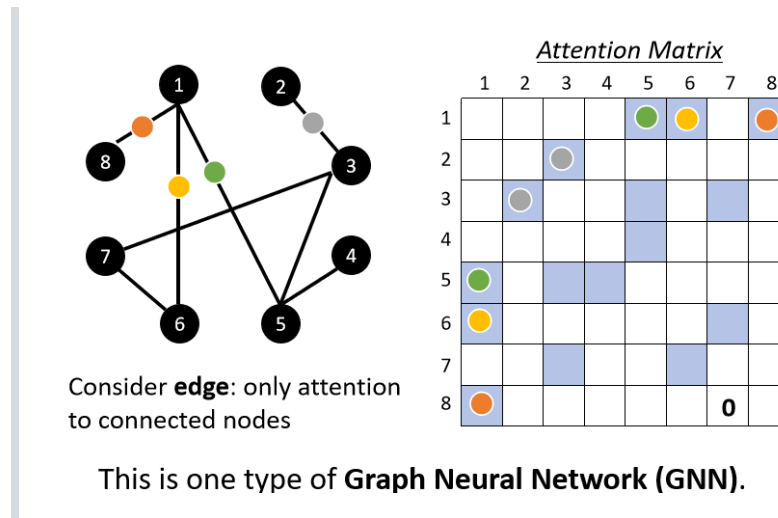 Attention Matrix
1 2 3 4 5 6 7 8
1 2
8 3
7 4
6 5
1
2
3
4
5
6
7
8 0
Consider edge: only attention
to connected nodes
This is one type of Graph Neural Network (GNN).